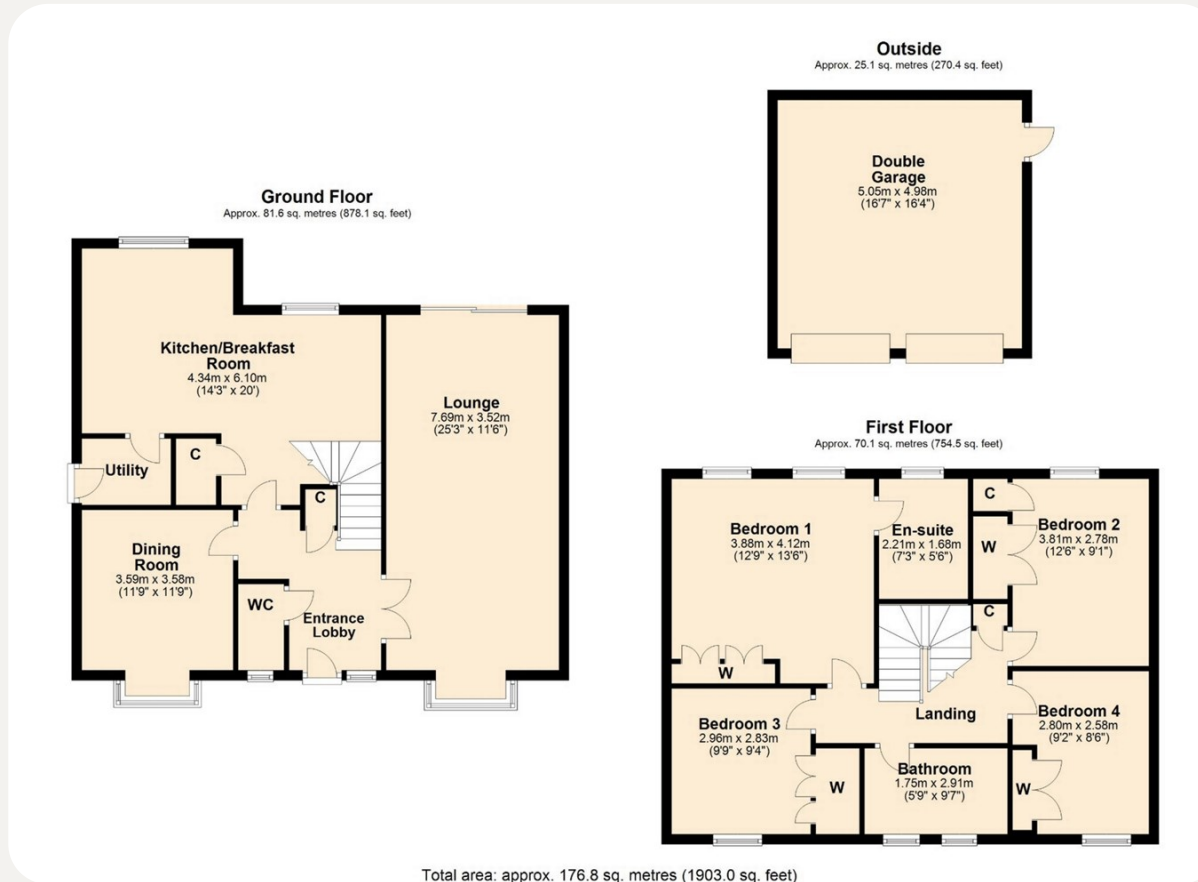 Outside
Approx. 25.1 sq. metres (270.4 sq. feet)
Double
Garage
5.05m x 4.98m
(16'7" x 16'4")
Ground Floor
Approx. 81.6 sq. metres (878.1 sq. feet)
Kitchen/Breakfast
Room
4.34m x 6.10m
(14'3" x 20')
Lounge
7.69m x 3.52m
(25'3" x 11'6")
Utility
C
C
Dining
Room
3.59m x 3.58m
(11'9" x 11'9")
WC
Entrance
Lobby
First Floor
Approx. 70.1 sq. metres (754.5 sq. feet)
Bedroom 1
3.88m x 4.12m
(12'9" x 13'6")
W
En-suite
2.21m x 1.68m
(7'3" x 5'6")
C
W
Bedroom 2
3.81m x 2.78m
(12'6" x 9'1")
C
Bedroom 3
2.96m x 2.83m
(9'9" x 9'4")
W
Landing
Bathroom
1.75m x 2.91m
(5'9" x 9'7")
Bedroom 4
2.80m x 2.58m
(9'2" x 8'6")
W
Total area: approx. 176.8 sq. metres (1903.0 sq. feet)